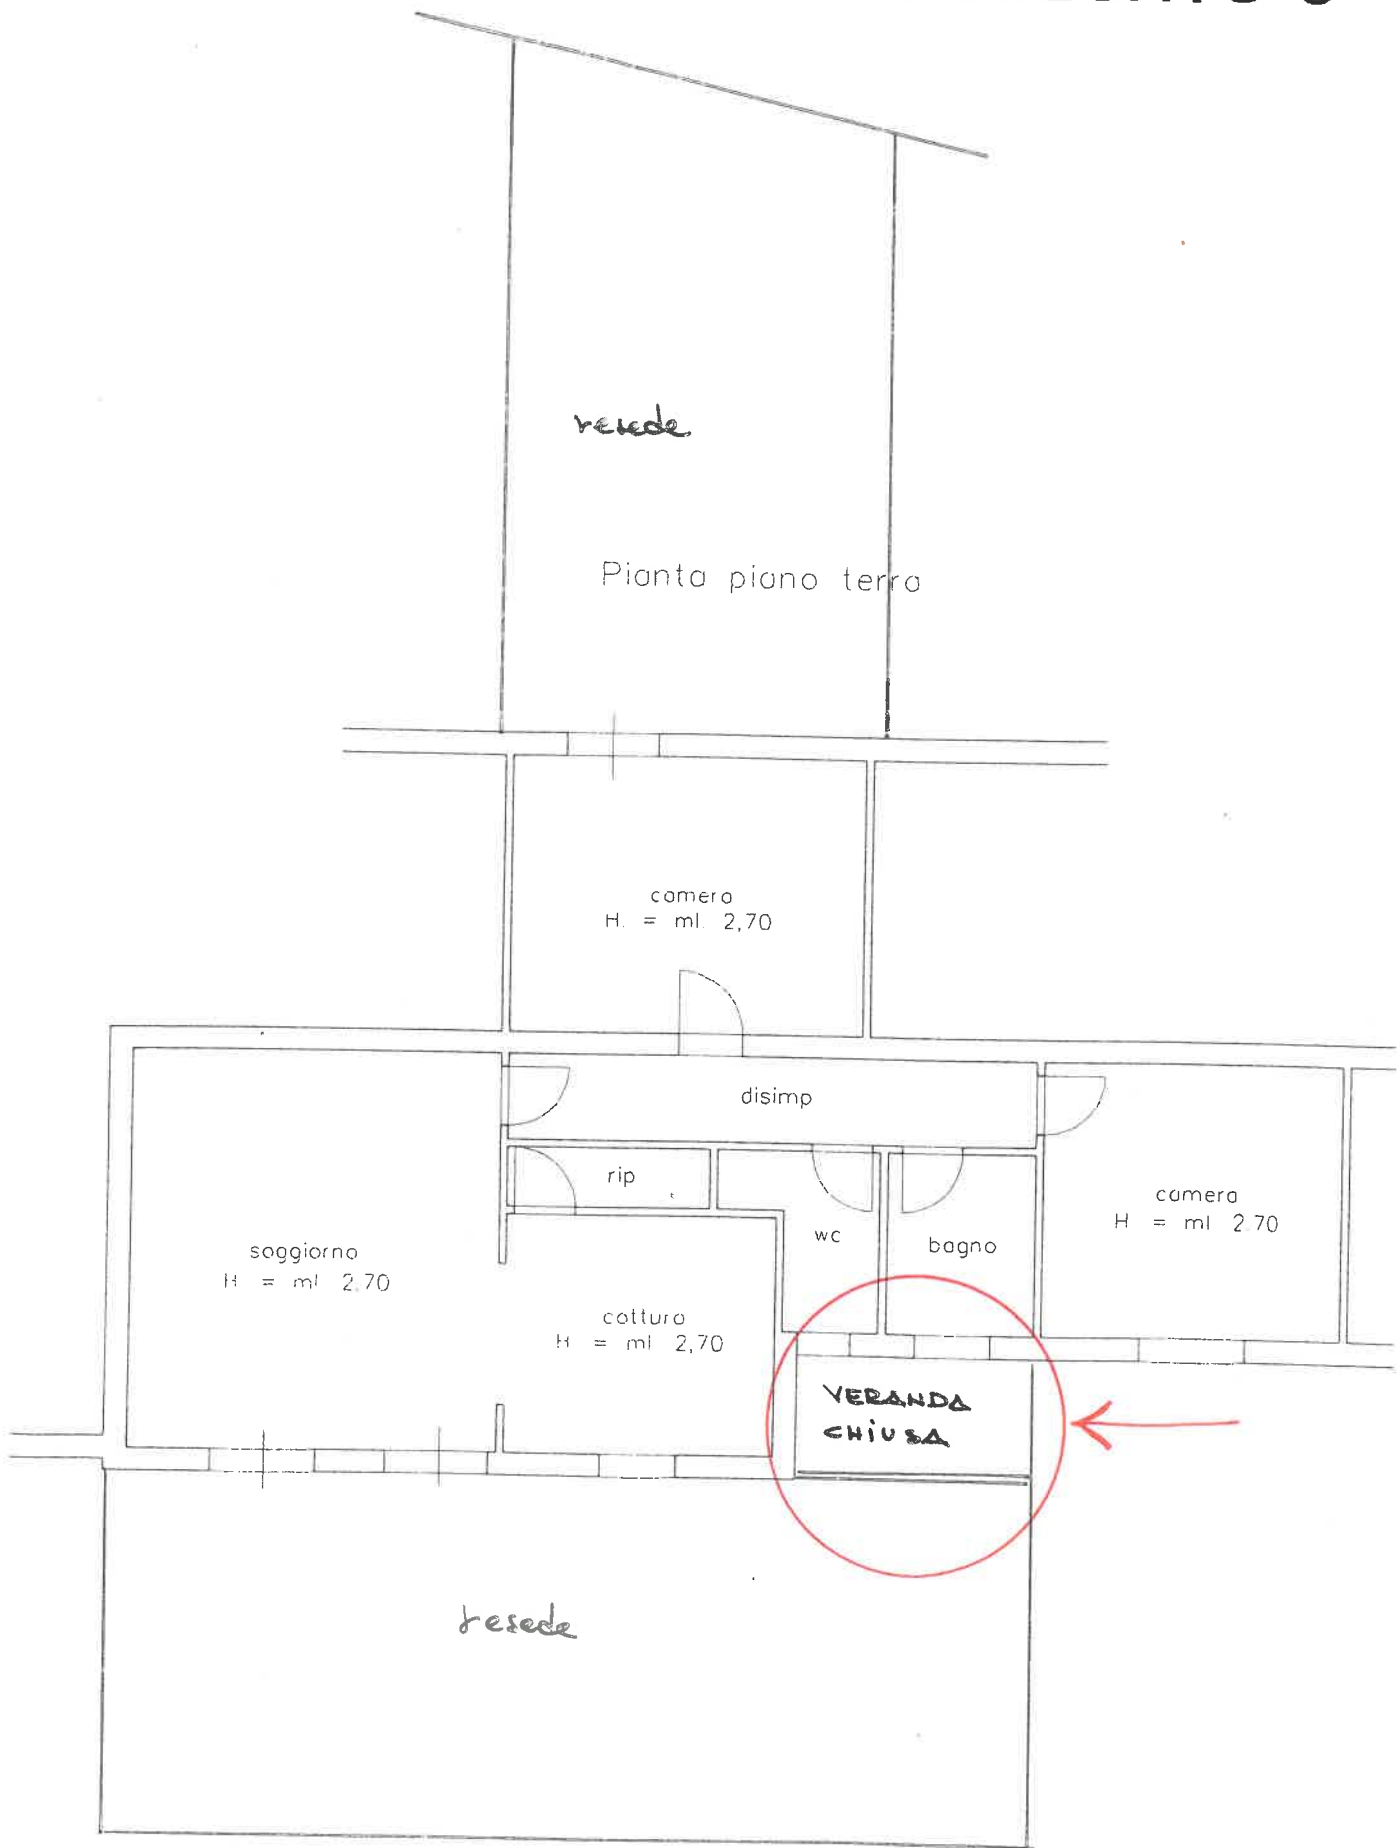 resede
Pianta piano terra
camera
H. = ml. 2,70
disimp
rip
camera
H = ml 2.70
wc
bagno
soggiorno
H = ml 2.70
cottura
H = ml 2,70
VERANDA
CHIUSA
resede